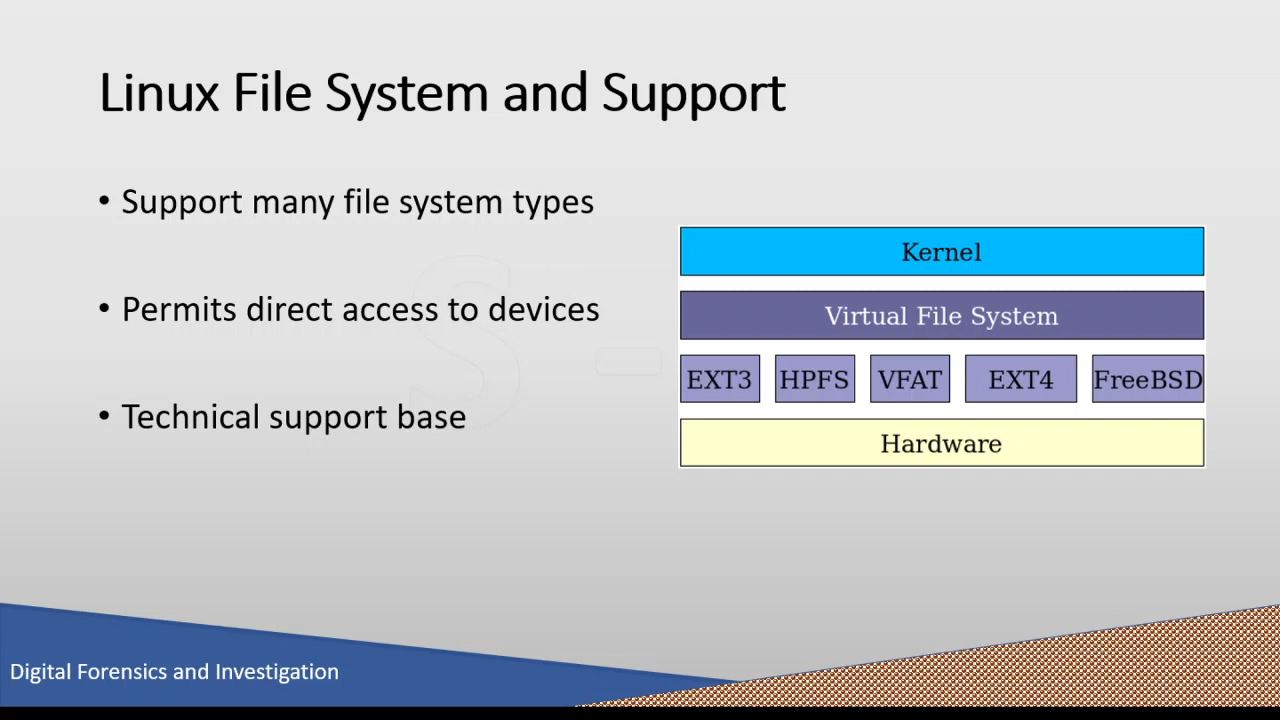 Linux File System and Support
• Support many file system types
• Permits direct access to devices
• Technical support base
Kernel
Virtual File System
EXT3 HPFS VFAT EXT4 FreeBSD
Hardware
Digital Forensics and Investigation